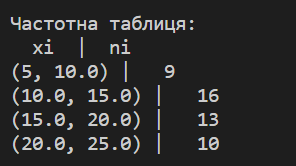 Частотна таблиця:
xi | ni
(5, 10.0) | 9
(10.0, 15.0) | 16
(15.0, 20.0) | 13
(20.0, 25.0) | 10